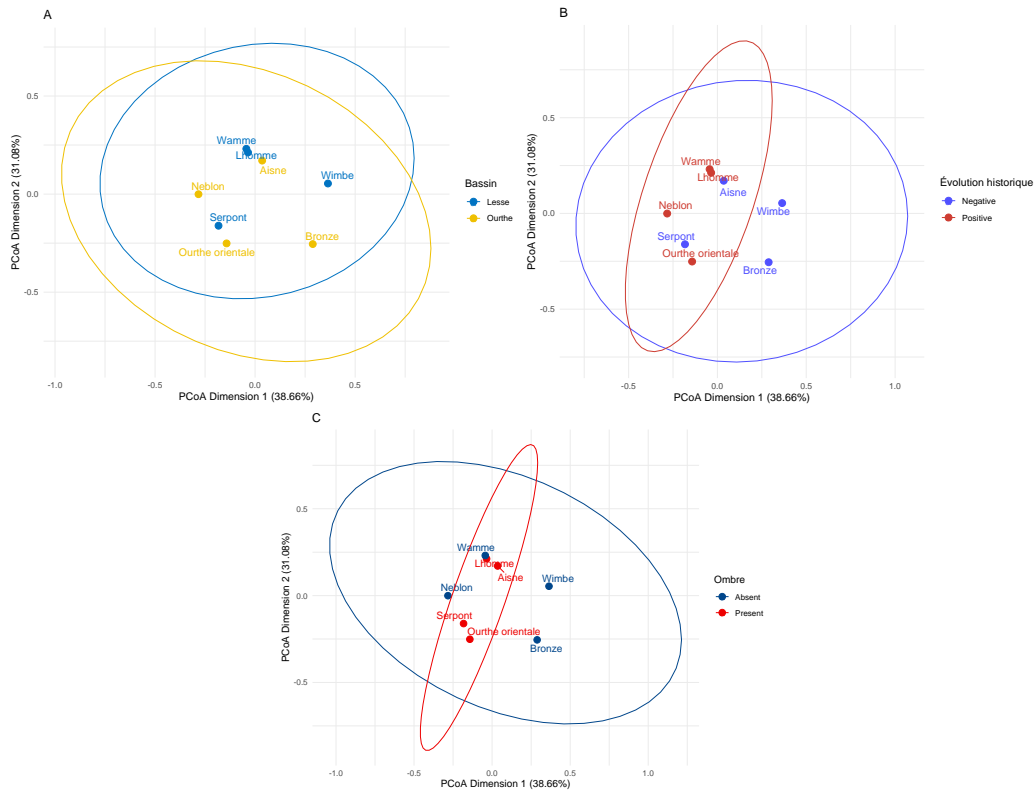 A
PCoA Dimension 2 (31.08%)
0.5
0.0
-0.5
-1.0
-0.5
0.0
0.5
PCoA Dimension 1 (38.66%)
Wamme
Lhomme
Aisne
Wimbe
Neblon
Serpont
Ourthe orientale
Bronze
Bassin
Lesse
Ourthe
B
PCoA Dimension 2 (31.08%)
0.5
0.0
-0.5
-0.5
0.0
0.5
1.0
PCoA Dimension 1 (38.66%)
Wamme
Lhomme
Aisne
Wimbe
Neblon
Serpont
Ourthe orientale
Bronze
Évolution historique
Negative
Positive
C
PCoA Dimension 2 (31.08%)
0.5
0.0
-0.5
-1.0
-0.5
0.0
0.5
1.0
PCoA Dimension 1 (38.66%)
Wamme
Lhomme
Aisne
Wimbe
Neblon
Serpont
Ourthe orientale
Bronze
Ombre
Absent
Present